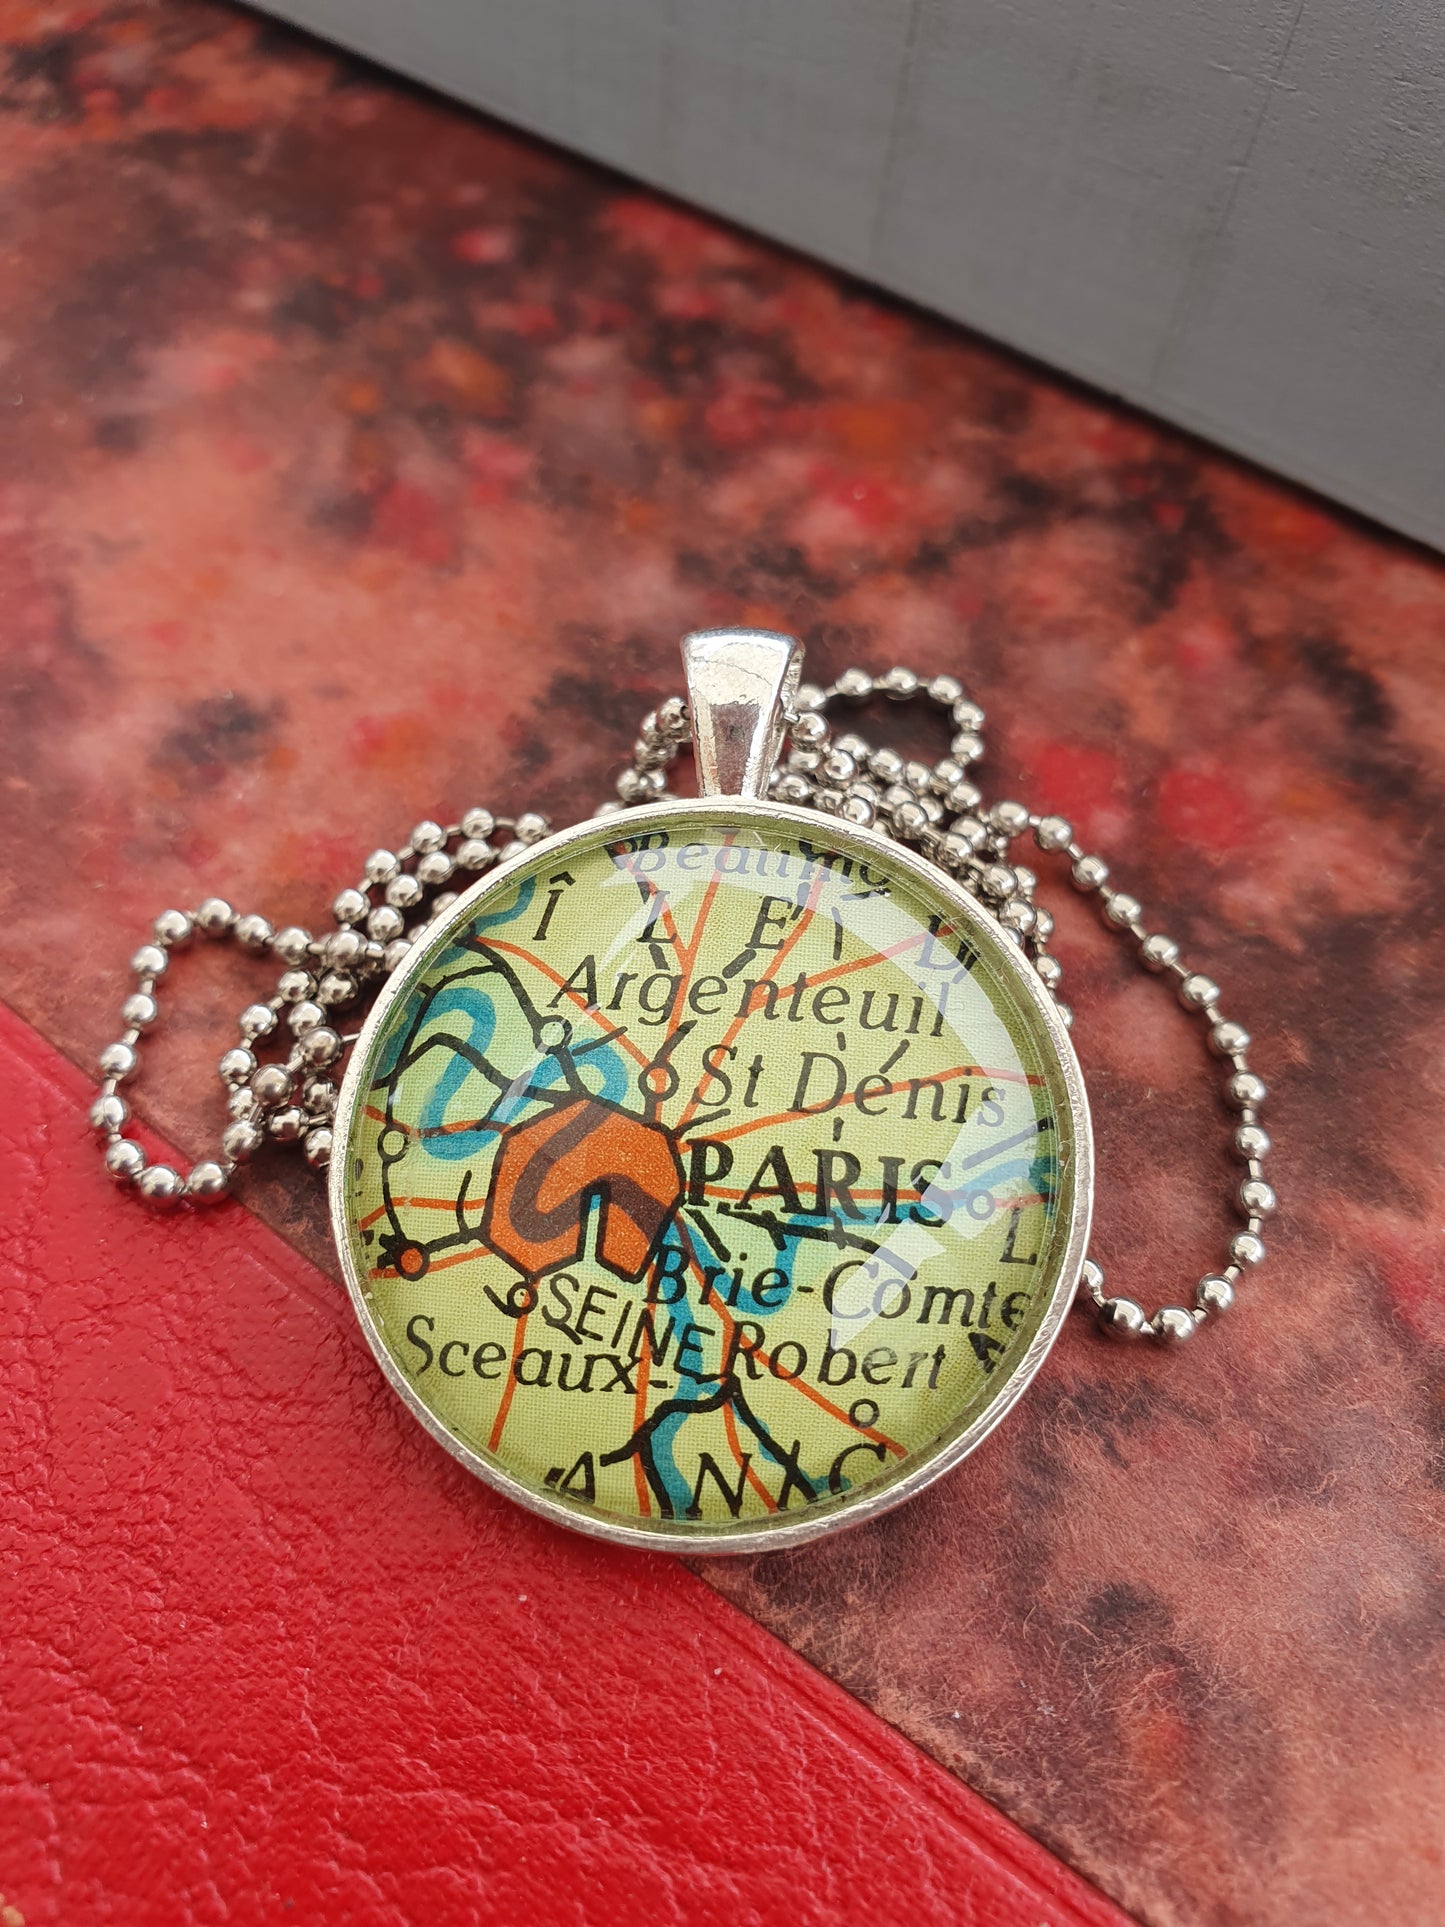 Î L E D
Argenteuil
St Denis
PARIS
Brie-Comte
SEINE Robert
Sceaux
A N C